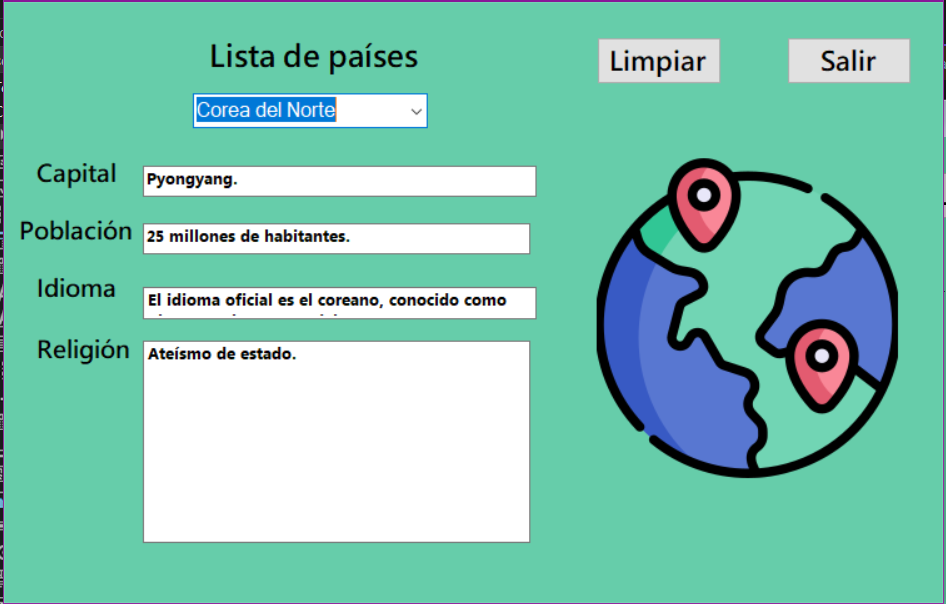 Lista de países
Limpiar
Salir
Corea del Norte
Capital
Pyongyang.
Población
25 millones de habitantes.
Idioma
El idioma oficial es el coreano, conocido como
Religión
Ateísmo de estado.